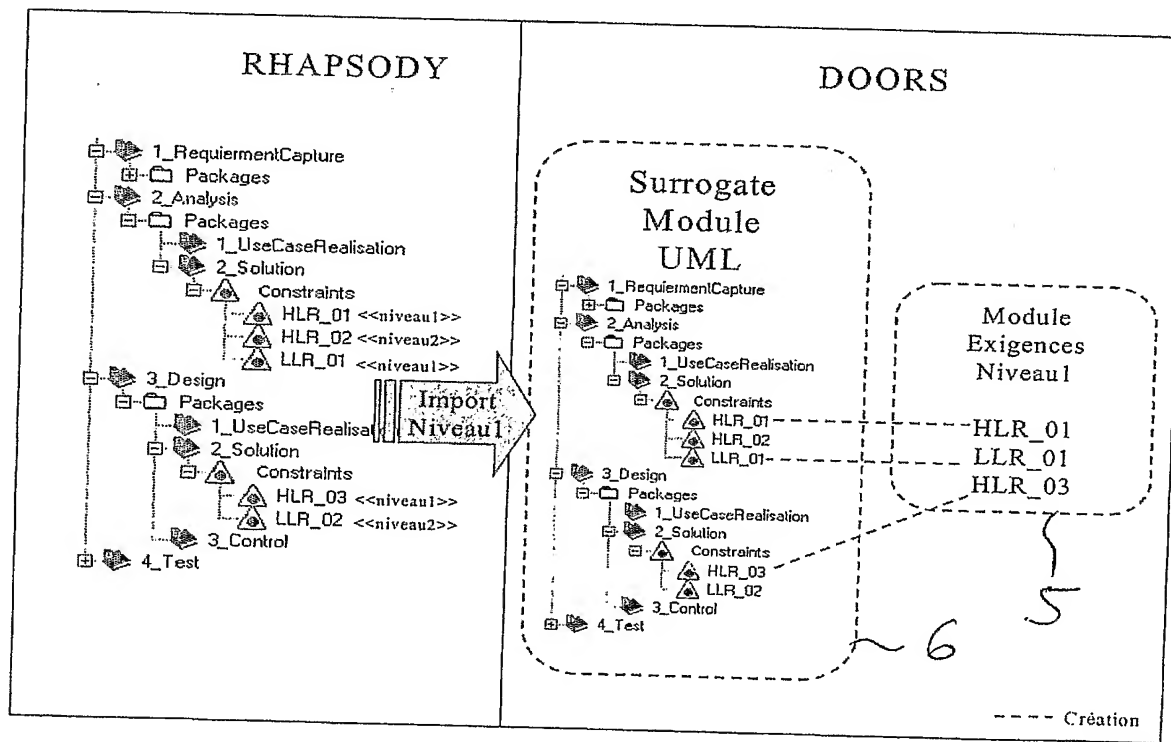 RHAPSODY
1_RequiermentCapture
Packages
2_Analysis
Packages
1_UseCaseRealisation
2_Solution
Constraints
HLR_01 <<niveau1>>
HLR_02 <<niveau2>>
LLR_01 <<niveau1>>
3_Design
Packages
1_UseCaseRealisa
2_Solution
Constraints
HLR_03 <<niveau1>>
LLR_02 <<niveau2>>
3_Control
4_Test
Import
Niveau1
DOORS
Surrogate
Module
UML
1_RequiermentCapture
Packages
2_Analysis
Packages
1_UseCaseRealisation
2_Solution
Constraints
HLR_01
HLR_02
LLR_01
3_Design
Packages
1_UseCaseRealisation
2_Solution
Constraints
HLR_03
LLR_02
3_Control
4_Test
6
Module
Exigences
Niveau1
HLR_01
LLR_01
HLR_03
5
Création